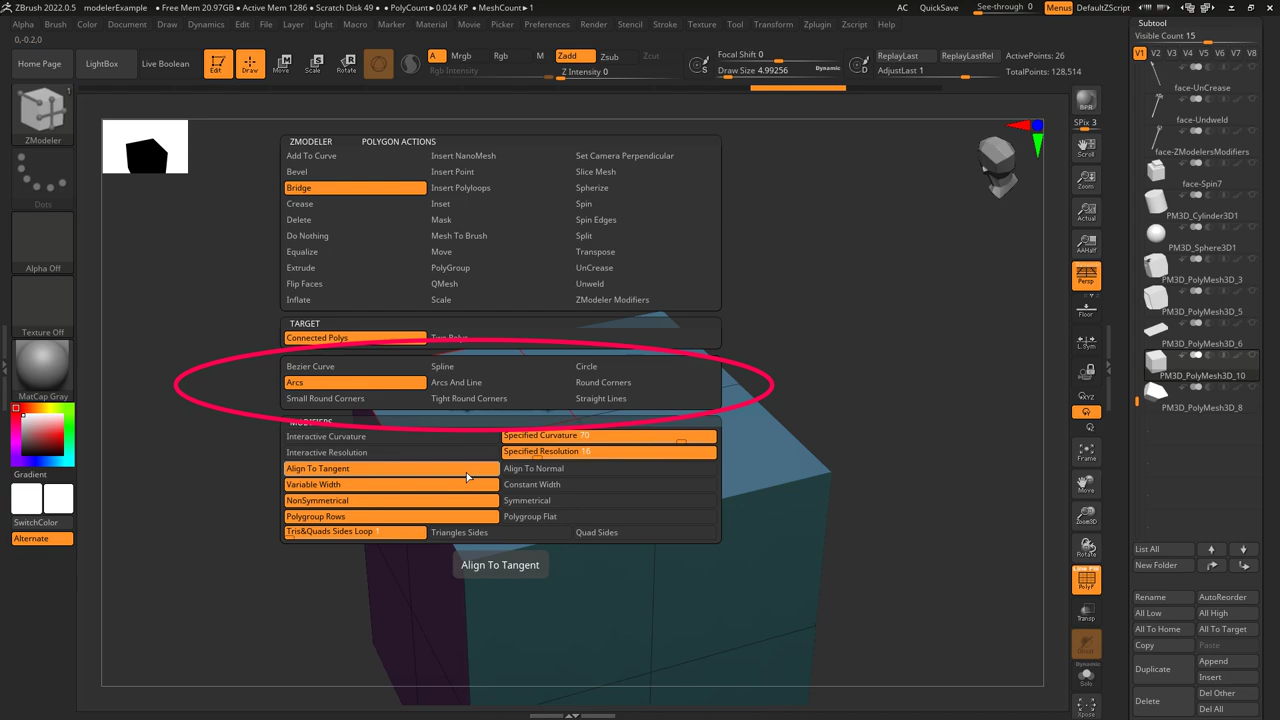 ZBrush 2022.0.5 modelerExample • Free Mem 20.97GB • Active Mem 1286 • Scratch Disk 49 • PolyCount▸0.024 KP • MeshCount▸1 AC QuickSave See-through 0 Menus DefaultZScript
Alpha Brush Color Document Draw Dynamics Edit File Layer Light Macro Marker Material Movie Picker Preferences Render Stencil Stroke Texture Tool Transform Zplugin Zscript Help
0,-0.2,0
Home Page LightBox Live Boolean Edit Draw Move Scale Rotate
A Mrgb Rgb M Zadd Zsub Zcut
Rgb Intensity Z Intensity 0
Focal Shift 0
Draw Size 4.99256 Dynamic
S D
ReplayLast ReplayLastRel ActivePoints: 26
AdjustLast 1 TotalPoints: 128,514
1
ZModeler
Dots
Alpha Off
Texture Off
MatCap Gray
Gradient
SwitchColor
Alternate
ZMODELER POLYGON ACTIONS
Add To Curve Insert NanoMesh Set Camera Perpendicular
Bevel Insert Point Slice Mesh
Bridge Insert Polyloops Spherize
Crease Inset Spin
Delete Mask Spin Edges
Do Nothing Mesh To Brush Split
Equalize Move Transpose
Extrude PolyGroup UnCrease
Flip Faces QMesh Unweld
Inflate Scale ZModeler Modifiers
TARGET
Connected Polys Two Polys
Bezier Curve Spline Circle
Arcs Arcs And Line Round Corners
Small Round Corners Tight Round Corners Straight Lines
MODIFIERS
Interactive Curvature Specified Curvature 70
Interactive Resolution Specified Resolution 16
Align To Tangent Align To Normal
Variable Width Constant Width
NonSymmetrical Symmetrical
Polygroup Rows Polygroup Flat
Tris&Quads Sides Loop 1 Triangles Sides Quad Sides
Align To Tangent
BPR
SPix 3
Scroll
Zoom
Actual
AAHalf
Persp
Floor
L.Sym
XYZ
Y
Z
Frame
Move
Zoom3D
Rotate
Line Fill
PolyF
Transp
Ghost
Dynamic
Solo
Xpose
Subtool
Visible Count 15
V1 V2 V3 V4 V5 V6 V7 V8
face-UnCrease
face-Undweld
face-ZModelersModifiers
face-Spin7
PM3D_Cylinder3D1
PM3D_Sphere3D1
PM3D_PolyMesh3D_3
PM3D_PolyMesh3D_5
PM3D_PolyMesh3D_6
PM3D_PolyMesh3D_10
PM3D_PolyMesh3D_8
List All
New Folder
Rename AutoReorder
All Low All High
All To Home All To Target
Copy Paste
Duplicate Append
Insert
Delete Del Other
Del All